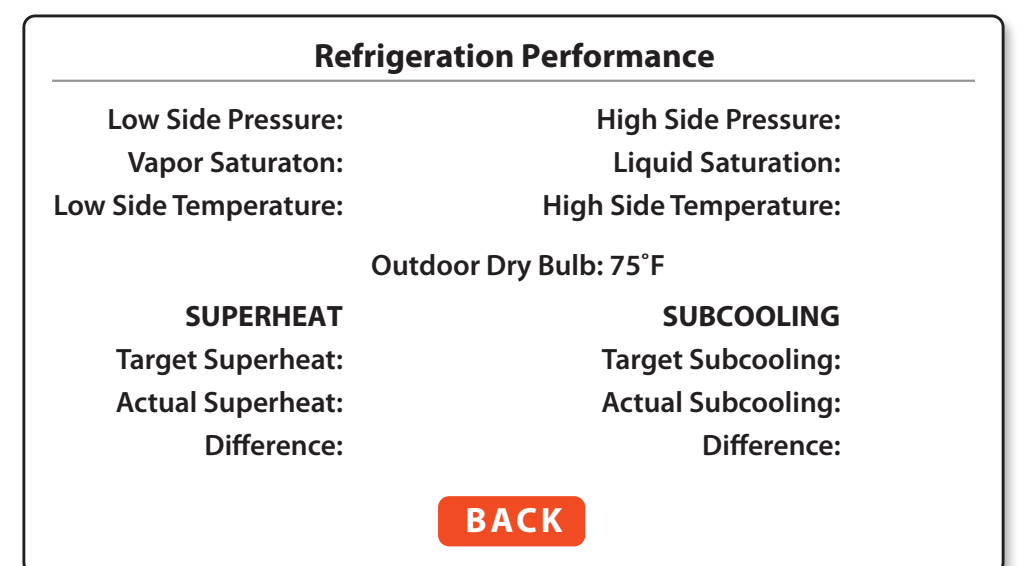 Refrigeration Performance
Low Side Pressure: High Side Pressure:
Vapor Saturaton: Liquid Saturation:
Low Side Temperature: High Side Temperature:
Outdoor Dry Bulb: 75˚F
SUPERHEAT SUBCOOLING
Target Superheat: Target Subcooling:
Actual Superheat: Actual Subcooling:
Difference: Difference:
BACK